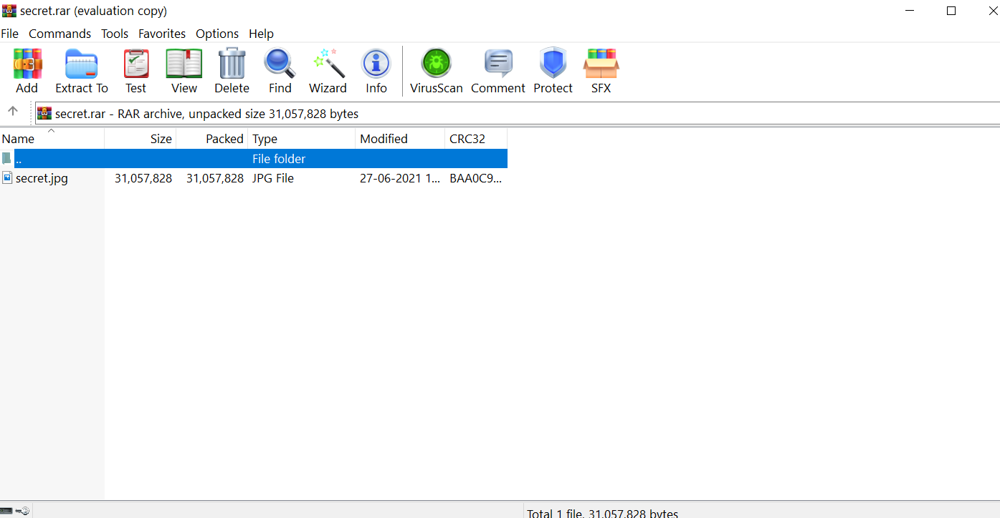 secret.rar (evaluation copy)
File Commands Tools Favorites Options Help
Add Extract To Test View Delete Find Wizard Info VirusScan Comment Protect SFX
secret.rar - RAR archive, unpacked size 31,057,828 bytes
Name Size Packed Type Modified CRC32
.. File folder
secret.jpg 31,057,828 31,057,828 JPG File 27-06-2021 1... BAA0C9...
Total 1 file, 31,057,828 bytes